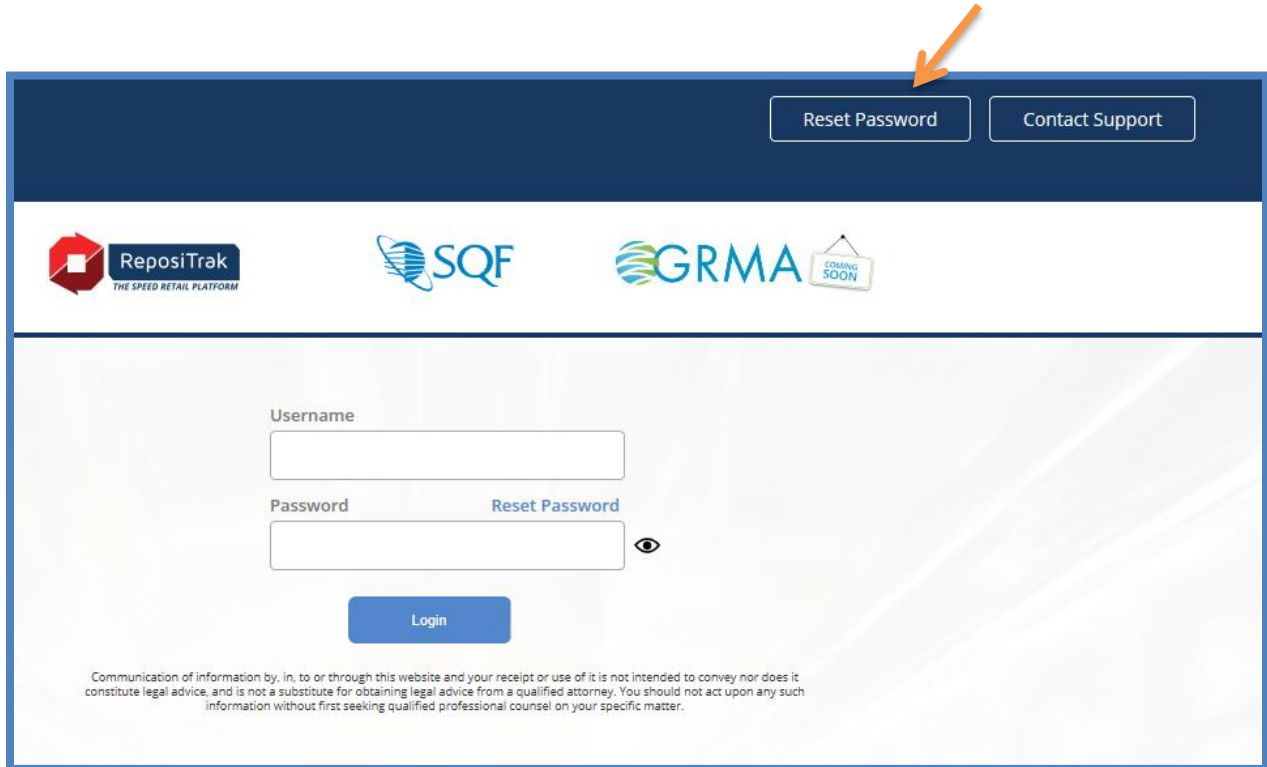 Reset Password
Contact Support
ReposiTrak
THE SPEED RETAIL PLATFORM
SQF
GRMA
COMING
SOON
Username
Password
Reset Password
Login
Communication of information by, in, to or through this website and your receipt or use of it is not intended to convey nor does it
constitute legal advice, and is not a substitute for obtaining legal advice from a qualified attorney. You should not act upon any such
information without first seeking qualified professional counsel on your specific matter.